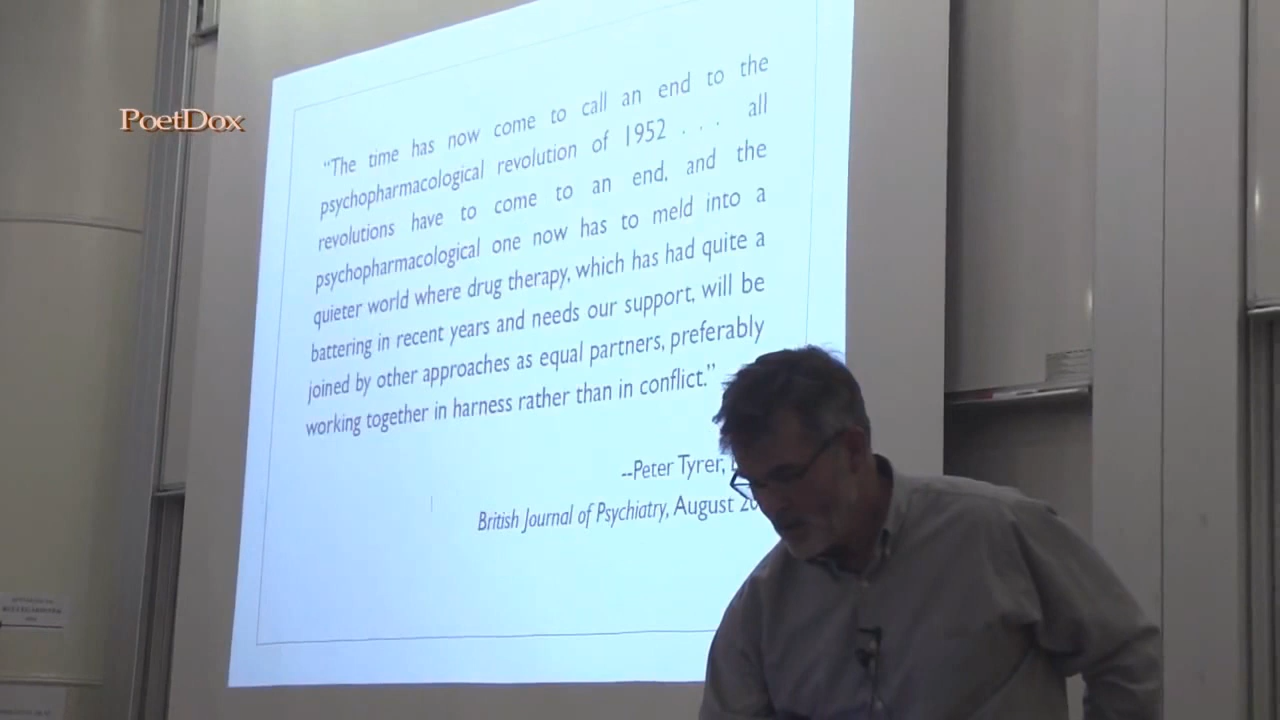 PoetDox
“The time has now come to call an end to the
psychopharmacological revolution of 1952 . . . all
revolutions have to come to an end, and the
psychopharmacological one now has to meld into a
quieter world where drug therapy, which has had quite a
battering in recent years and needs our support, will be
joined by other approaches as equal partners, preferably
working together in harness rather than in conflict.”
--Peter Tyrer,
British Journal of Psychiatry, August